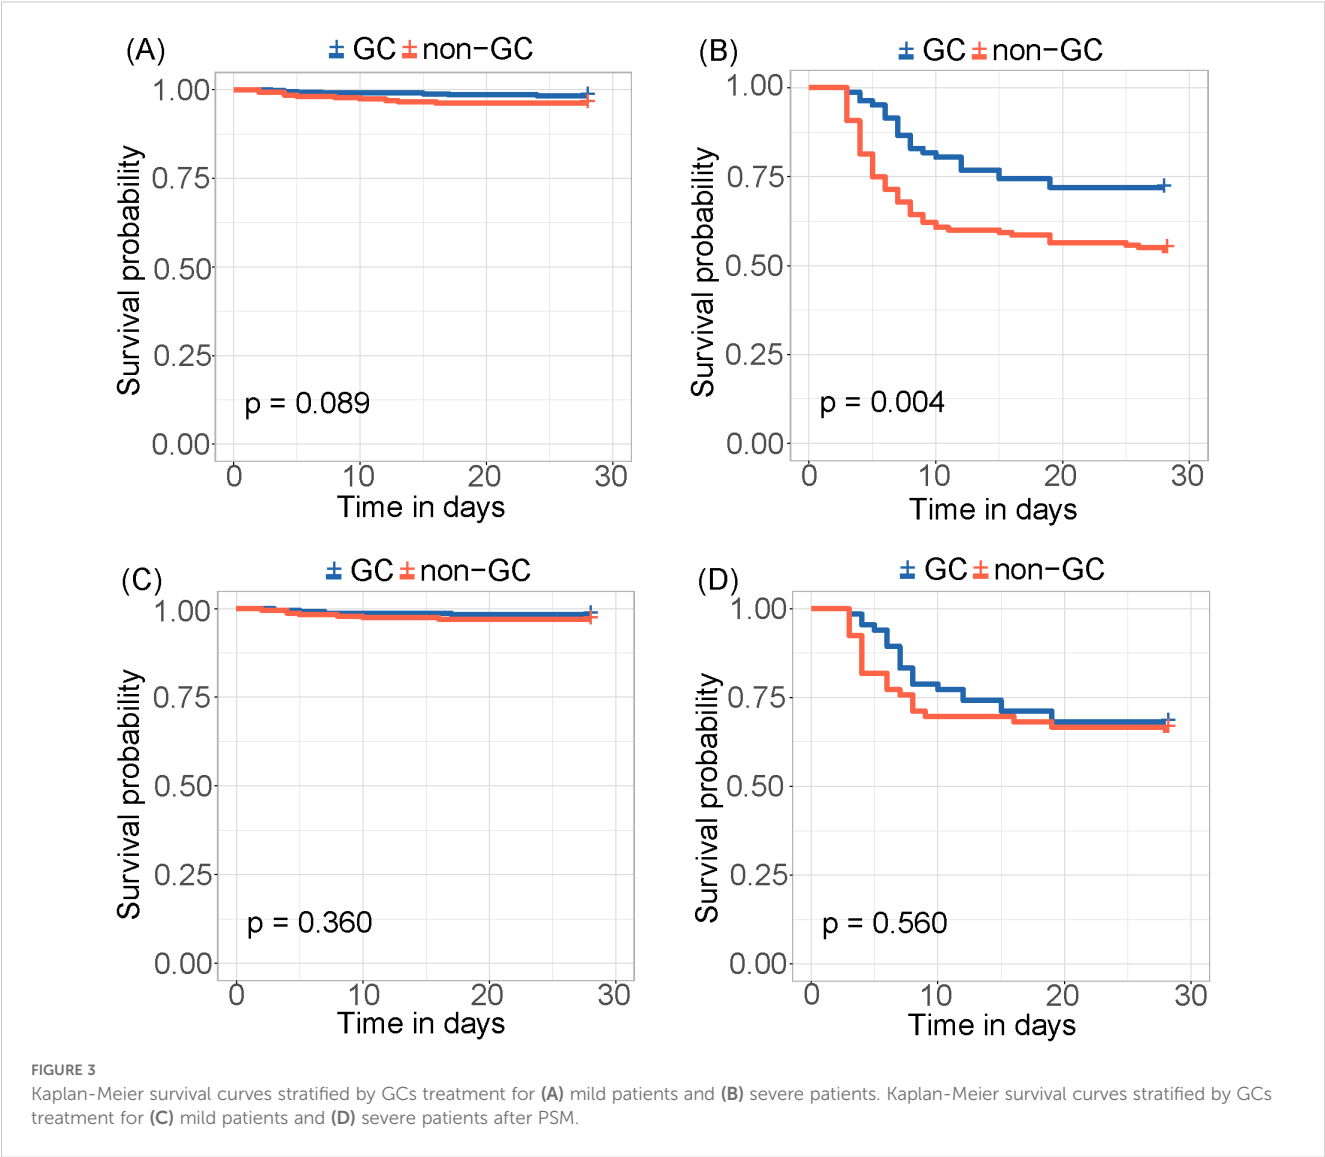 (A)
GC non-GC
1.00
0.75
0.50
0.25
0.00
Survival probability
p = 0.089
0 10 20 30
Time in days
(B)
GC non-GC
1.00
0.75
0.50
0.25
0.00
Survival probability
p = 0.004
0 10 20 30
Time in days
(C)
GC non-GC
1.00
0.75
0.50
0.25
0.00
Survival probability
p = 0.360
0 10 20 30
Time in days
(D)
GC non-GC
1.00
0.75
0.50
0.25
0.00
Survival probability
p = 0.560
0 10 20 30
Time in days
FIGURE 3
Kaplan-Meier survival curves stratified by GCs treatment for (A) mild patients and (B) severe patients. Kaplan-Meier survival curves stratified by GCs
treatment for (C) mild patients and (D) severe patients after PSM.